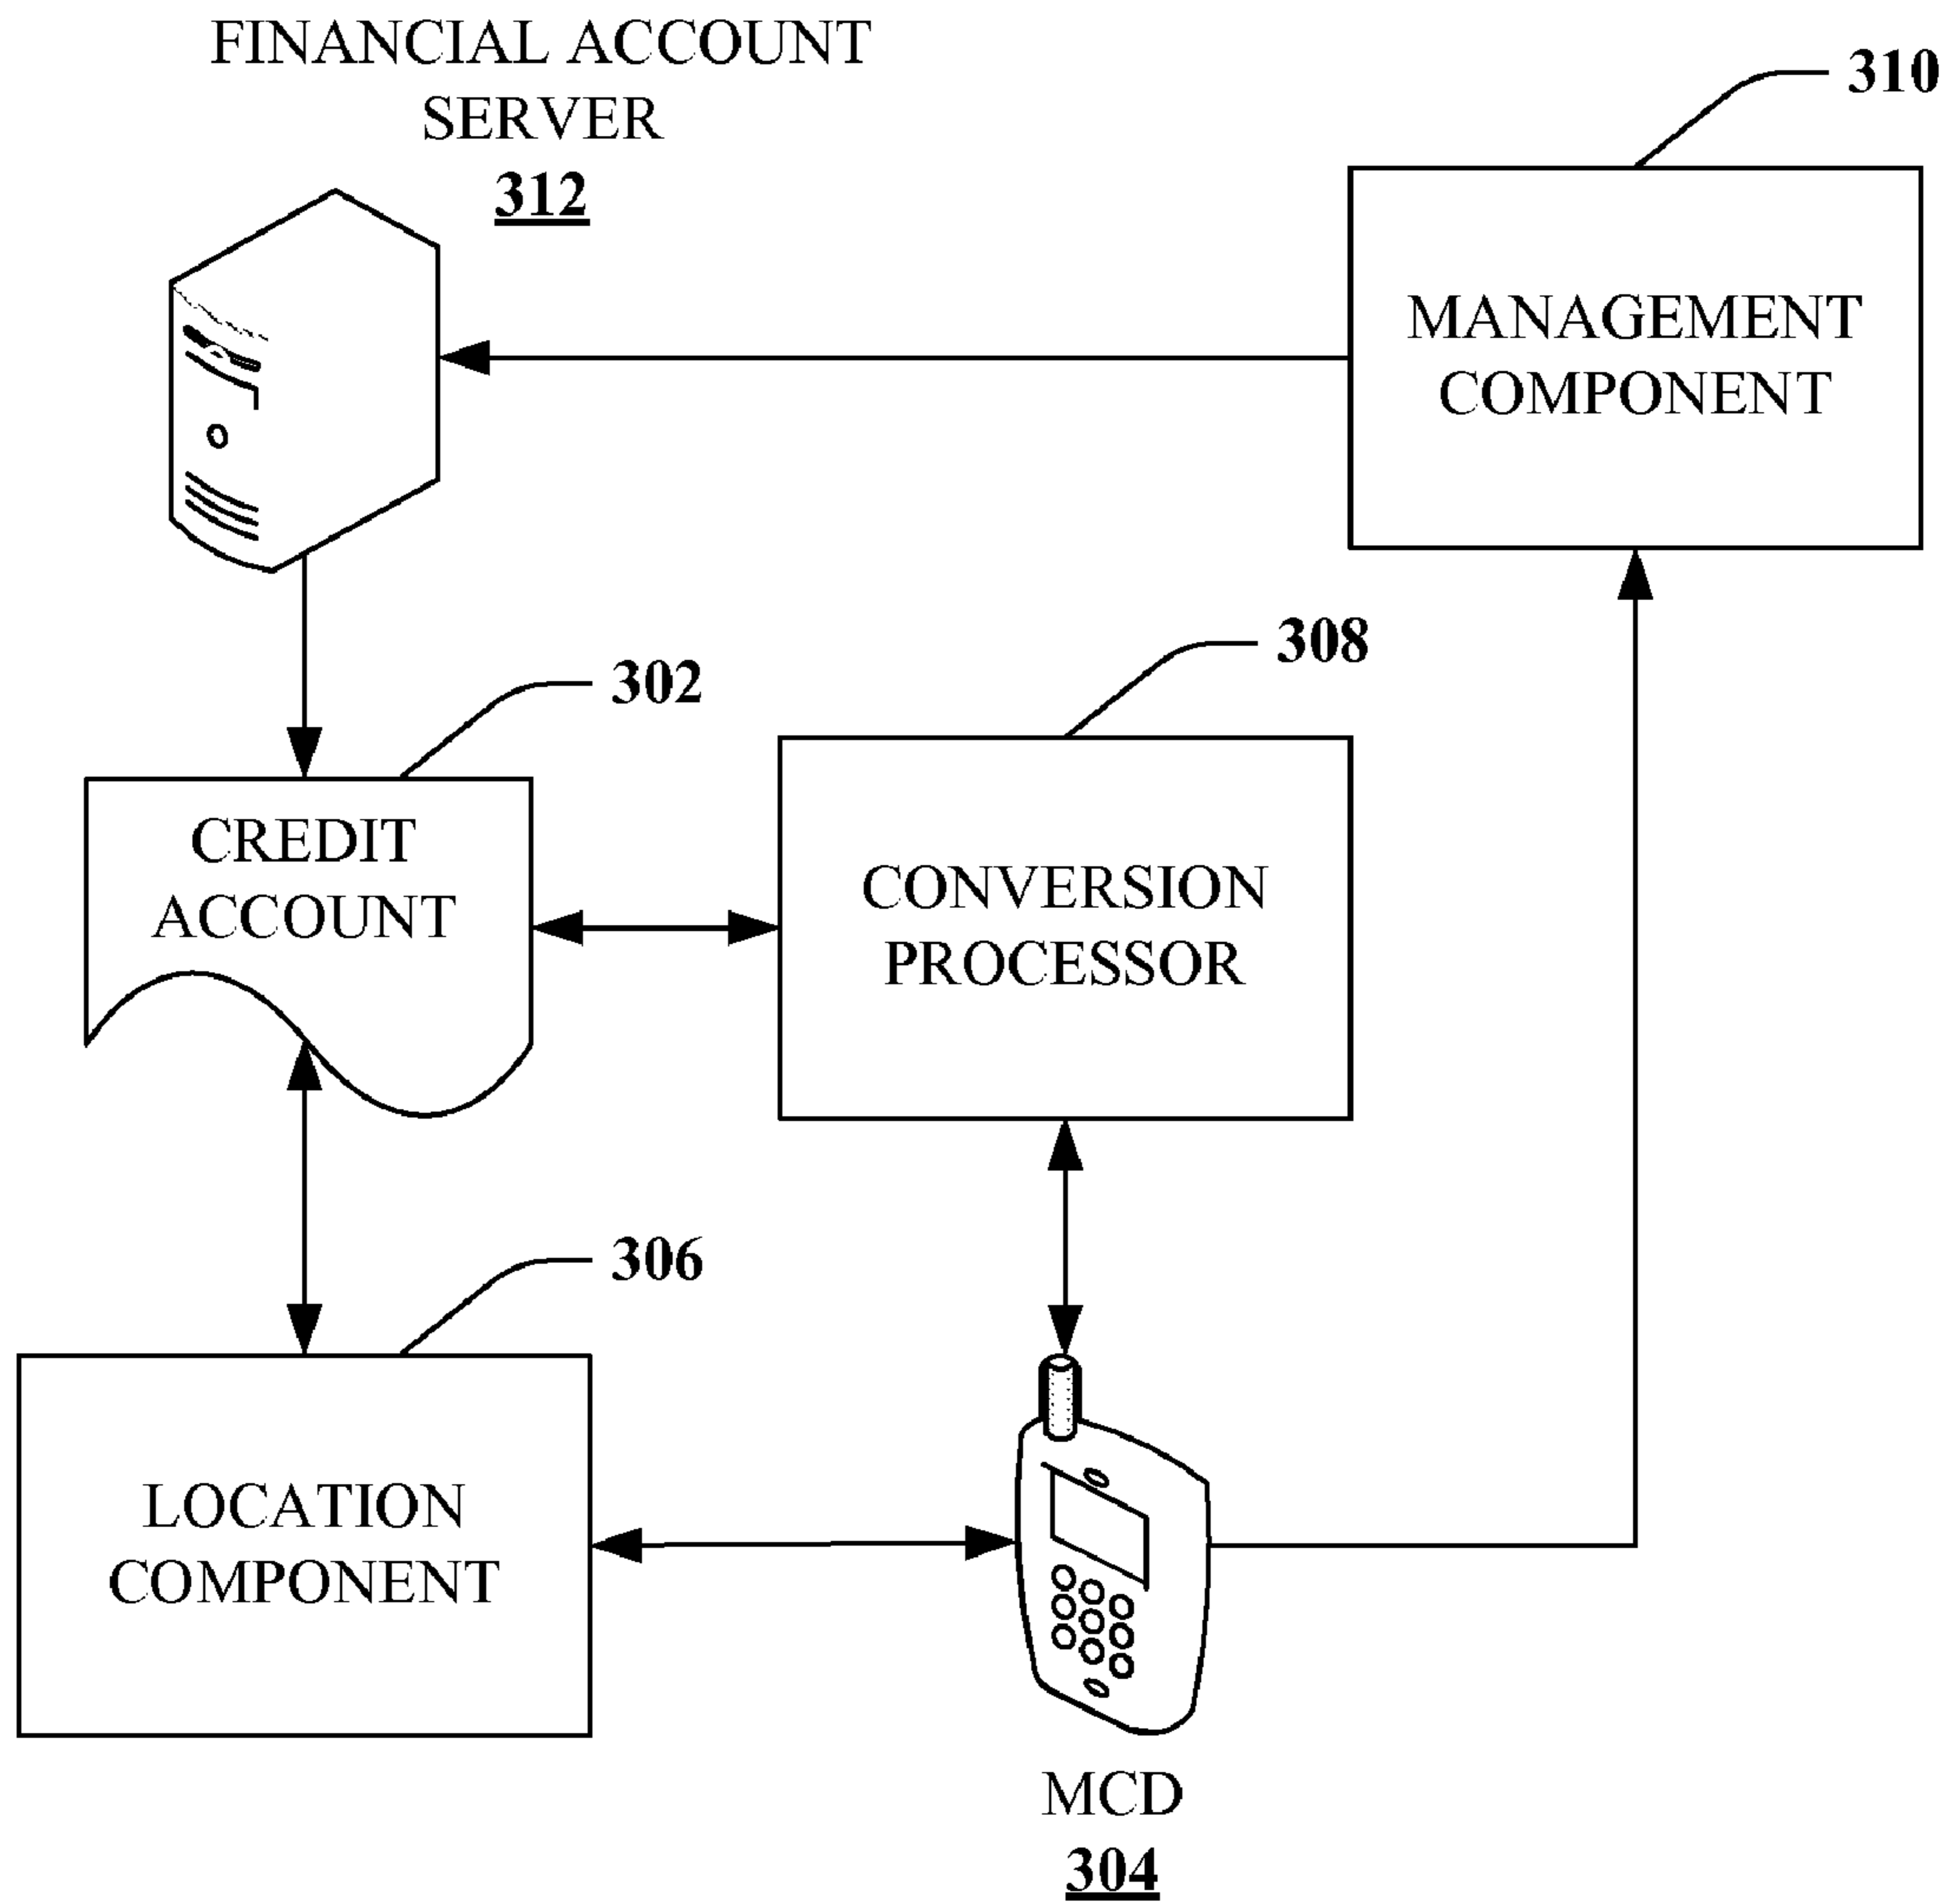 FINANCIAL ACCOUNT
SERVER
312
310
MANAGEMENT
COMPONENT
308
302
CREDIT
ACCOUNT
CONVERSION
PROCESSOR
306
LOCATION
COMPONENT
MCD
304